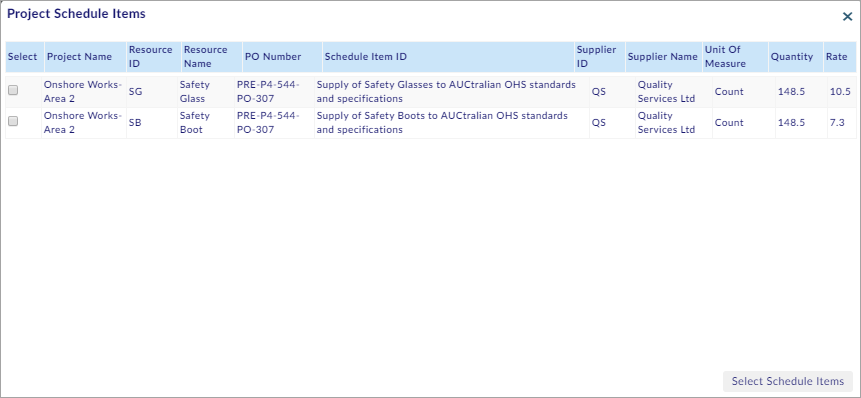 Project Schedule Items
Select Project Name Resource ID Resource Name PO Number Schedule Item ID Supplier ID Supplier Name Unit Of Measure Quantity Rate
Onshore Works-Area 2 SG Safety Glass PRE-P4-544-PO-307 Supply of Safety Glasses to AUCtralian OHS standards and specifications QS Quality Services Ltd Count 148.5 10.5
Onshore Works-Area 2 SB Safety Boot PRE-P4-544-PO-307 Supply of Safety Boots to AUCtralian OHS standards and specifications QS Quality Services Ltd Count 148.5 7.3
Select Schedule Items